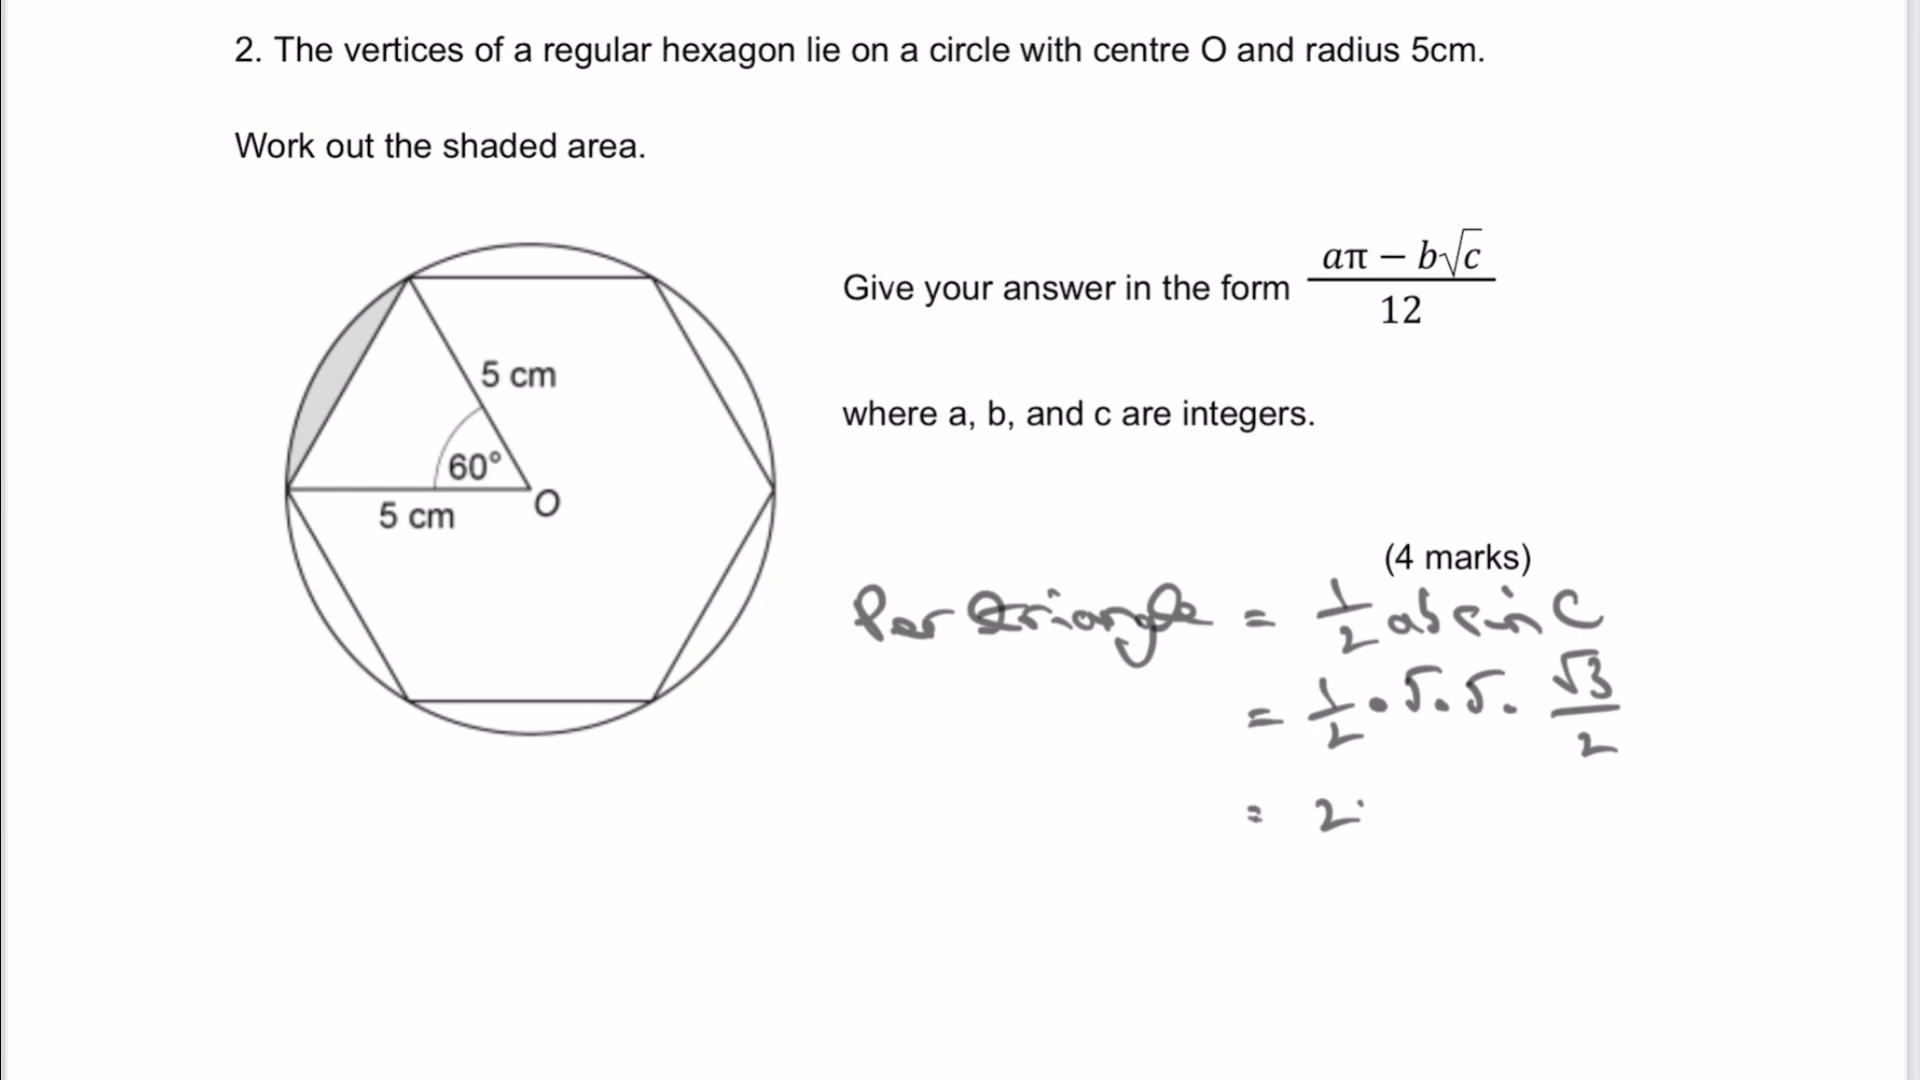 2. The vertices of a regular hexagon lie on a circle with centre O and radius 5cm.
Work out the shaded area.
Give your answer in the form (aπ − b√c)/12
where a, b, and c are integers.
5 cm
60°
5 cm
O
(4 marks)
Per triangle = 1/2 ab sin C
= 1/2 · 5 · 5 · √3/2
= 2